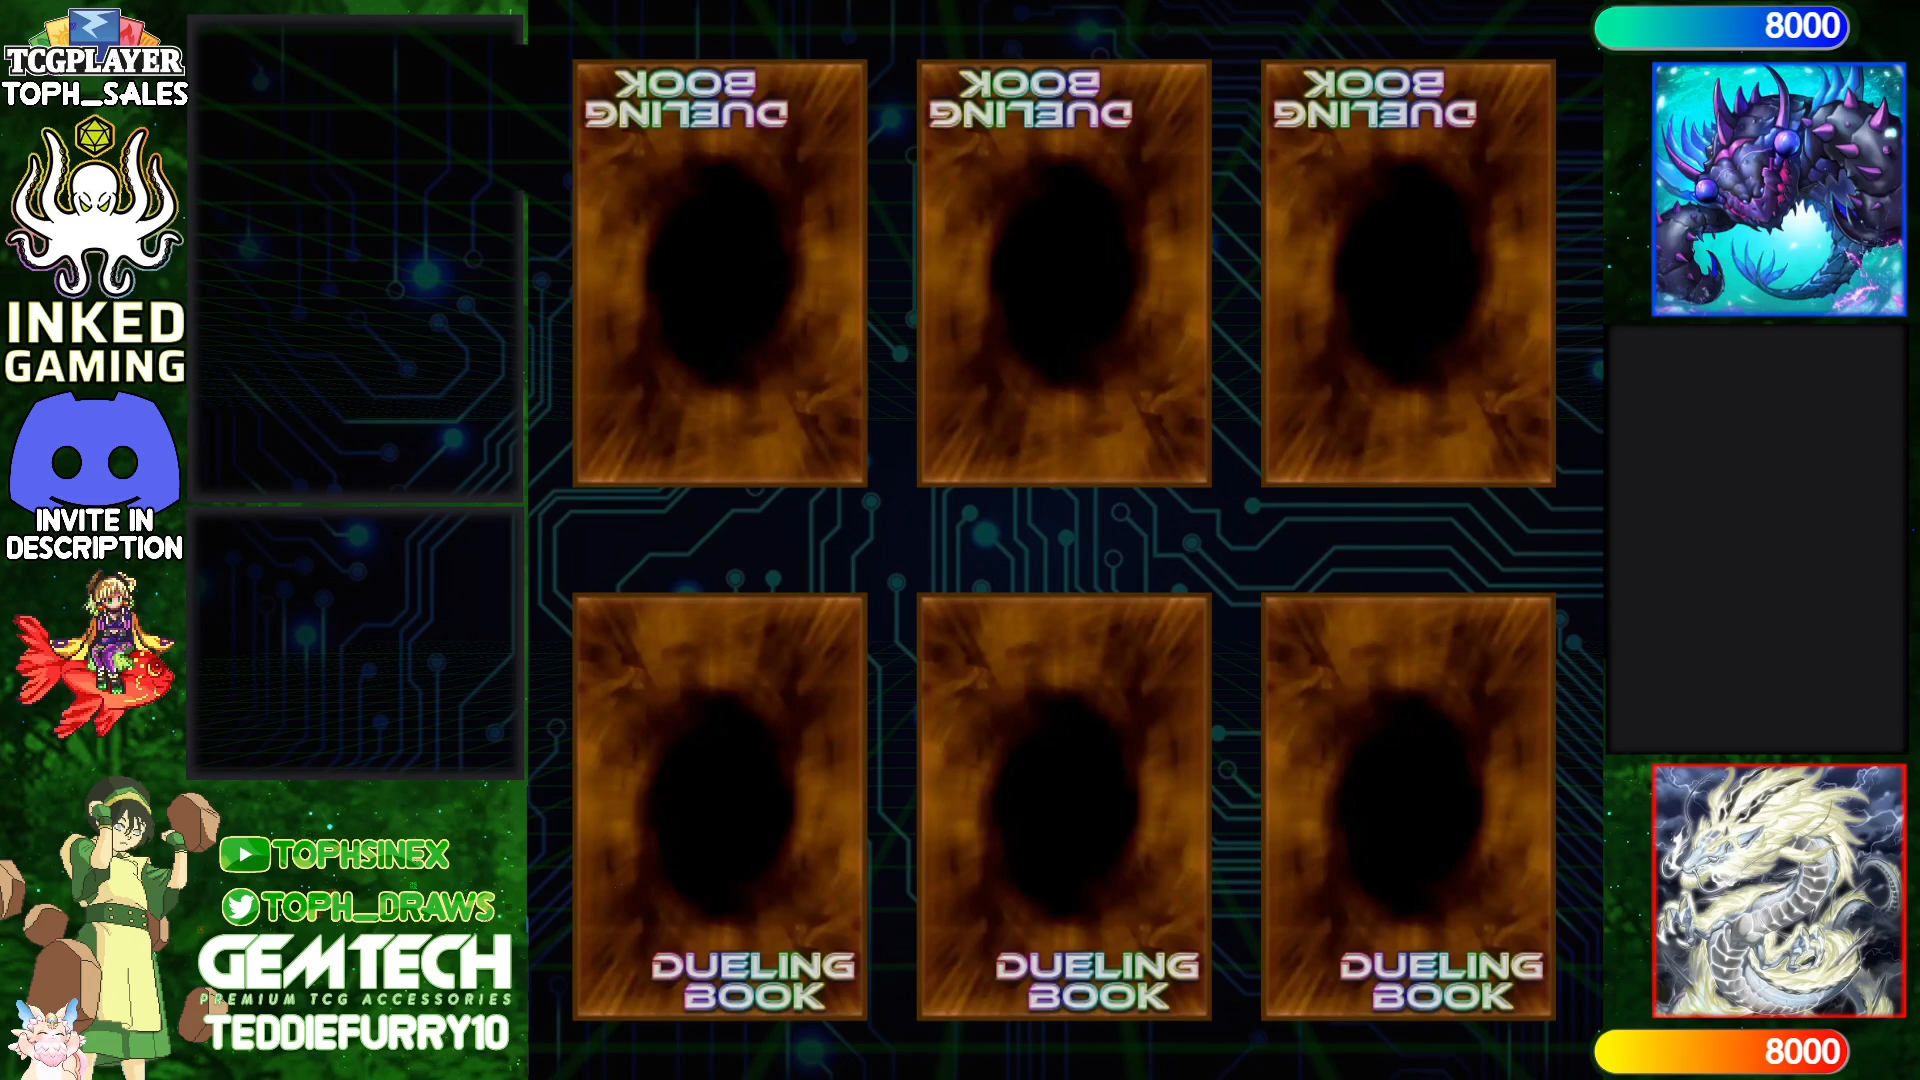 TCGPLAYER
TOPH_SALES
INKED
GAMING
INVITE IN
DESCRIPTION
TOPHSINEX
TOPH_DRAWS
GEMTECH
PREMIUM TCG ACCESSORIES
TEDDIEFURRY10
DUELING
BOOK
DUELING
BOOK
DUELING
BOOK
DUELING
BOOK
DUELING
BOOK
DUELING
BOOK
8000
8000